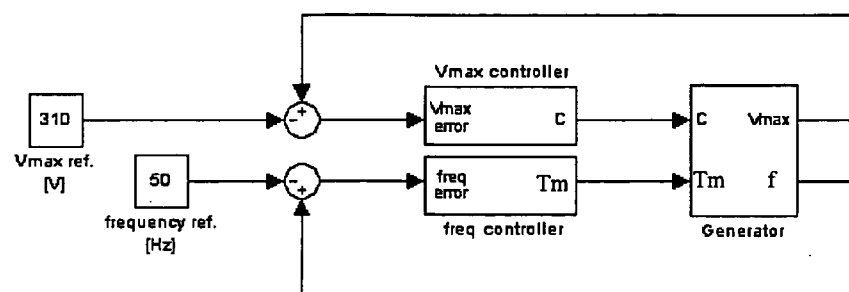 Vmax controller
310
Vmax ref.
[V]
- +
Vmax
error
C
C
Vmax
50
frequency ref.
[Hz]
- +
freq
error
Tm
freq controller
Tm
f
Generator